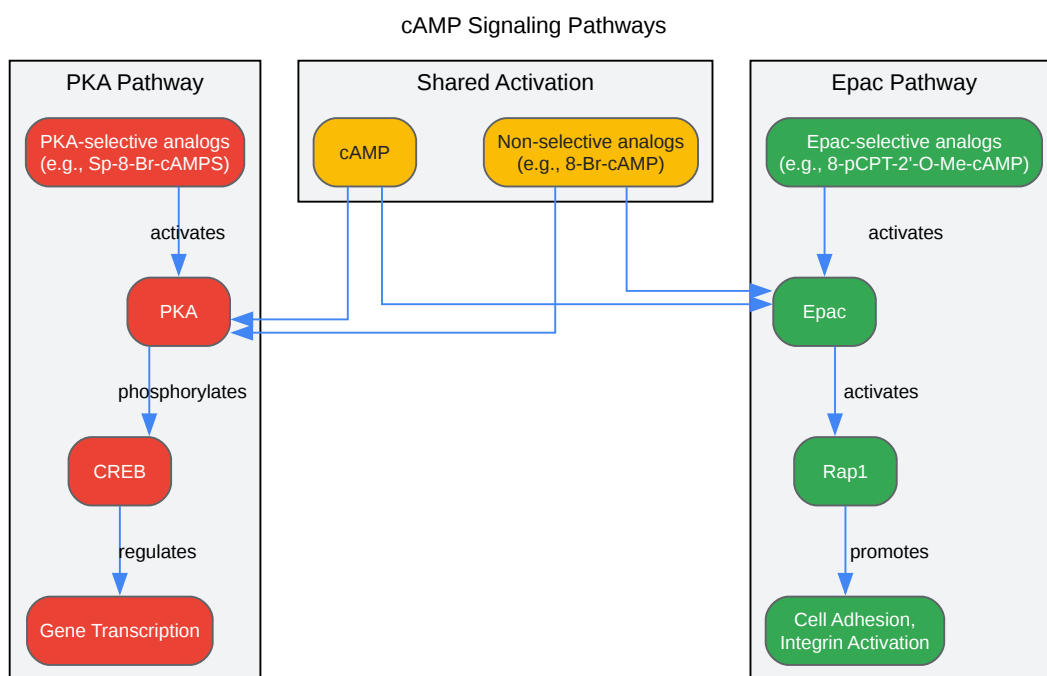 cAMP Signaling Pathways
PKA Pathway
PKA-selective analogs
(e.g., Sp-8-Br-cAMPS)
activates
PKA
phosphorylates
CREB
regulates
Gene Transcription
Shared Activation
cAMP
Non-selective analogs
(e.g., 8-Br-cAMP)
Epac Pathway
Epac-selective analogs
(e.g., 8-pCPT-2'-O-Me-cAMP)
activates
Epac
activates
Rap1
promotes
Cell Adhesion,
Integrin Activation